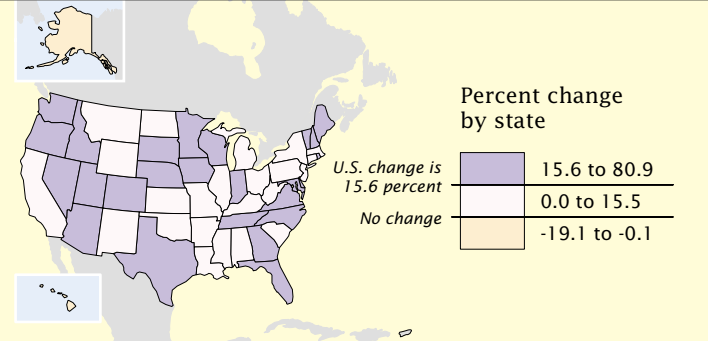 Percent change
by state
U.S. change is
15.6 percent
15.6 to 80.9
0.0 to 15.5
No change
-19.1 to -0.1